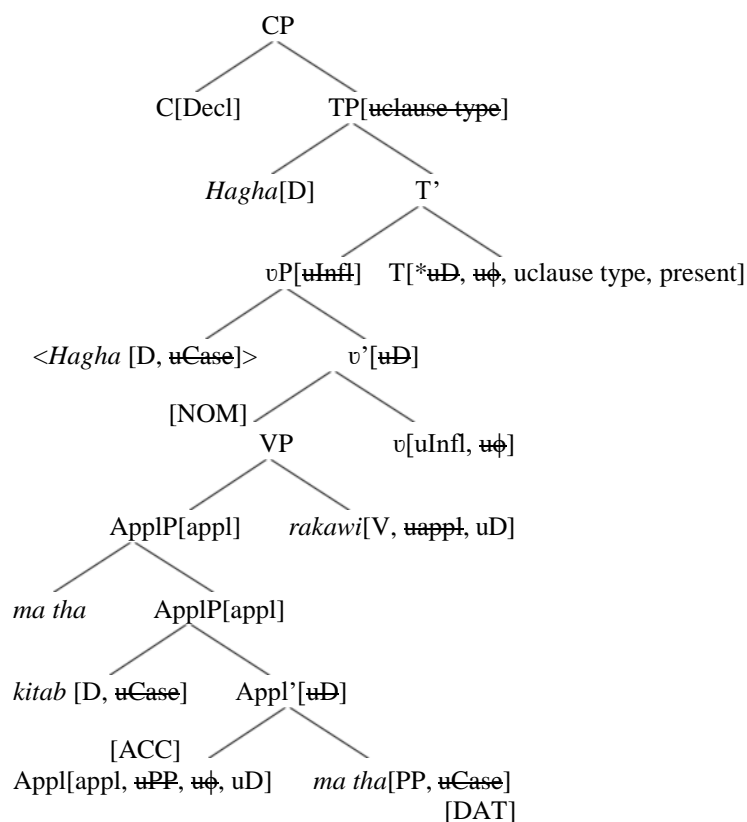 CP
C[Decl] TP[uclause type]
Hagha[D] T’
ʋP[uInfl] T[*uD, uϕ, uclause type, present]
<Hagha [D, uCase]> ʋ’[uD]
[NOM]
VP ʋ[uInfl, uϕ]
ApplP[appl] rakawi[V, uappl, uD]
ma tha ApplP[appl]
kitab [D, uCase] Appl’[uD]
[ACC]
Appl[appl, uPP, uϕ, uD] ma tha[PP, uCase]
[DAT]